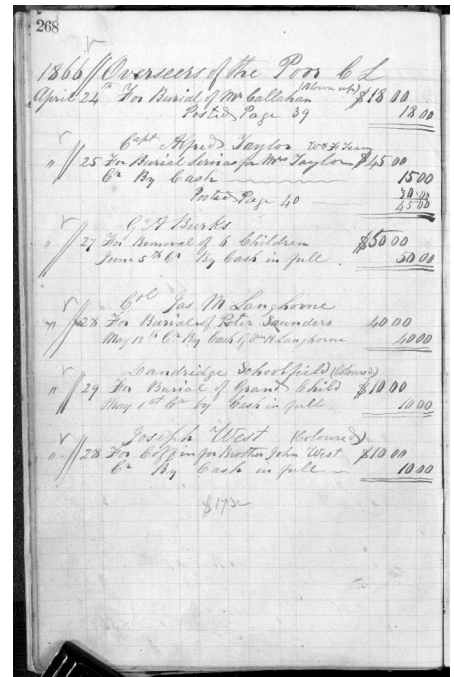 268
1866 Overseers of the Poor C L
April 24th For Burial of Mr Callahan (Blown up) $18 00
Posted Page 39 18 00
Capt Alfred Taylor
" 25 For Burial Servises for Mrs Taylor $45 00
Cr By Cash 15 00
Posted Page 40 30 00
45 00
G A Burks
" 27 For Removal of 6 Children $50 00
June 5th Cr By Cash in full 50 00
Col Jas M Langhorne
" 28 For Burial of Peter Saunders 40 00
May 12th Cr By Cash of Wm H Langhorne 40 00
Dandridge Schoolfield (Coloured)
" 29 For Burial of Grand Child $10.00
May 1st Cr by Cash in full 10 00
Joseph West (Coloured)
" 28 For Coffin for Mother John West $10 00
Cr By Cash in full 10 00
$173